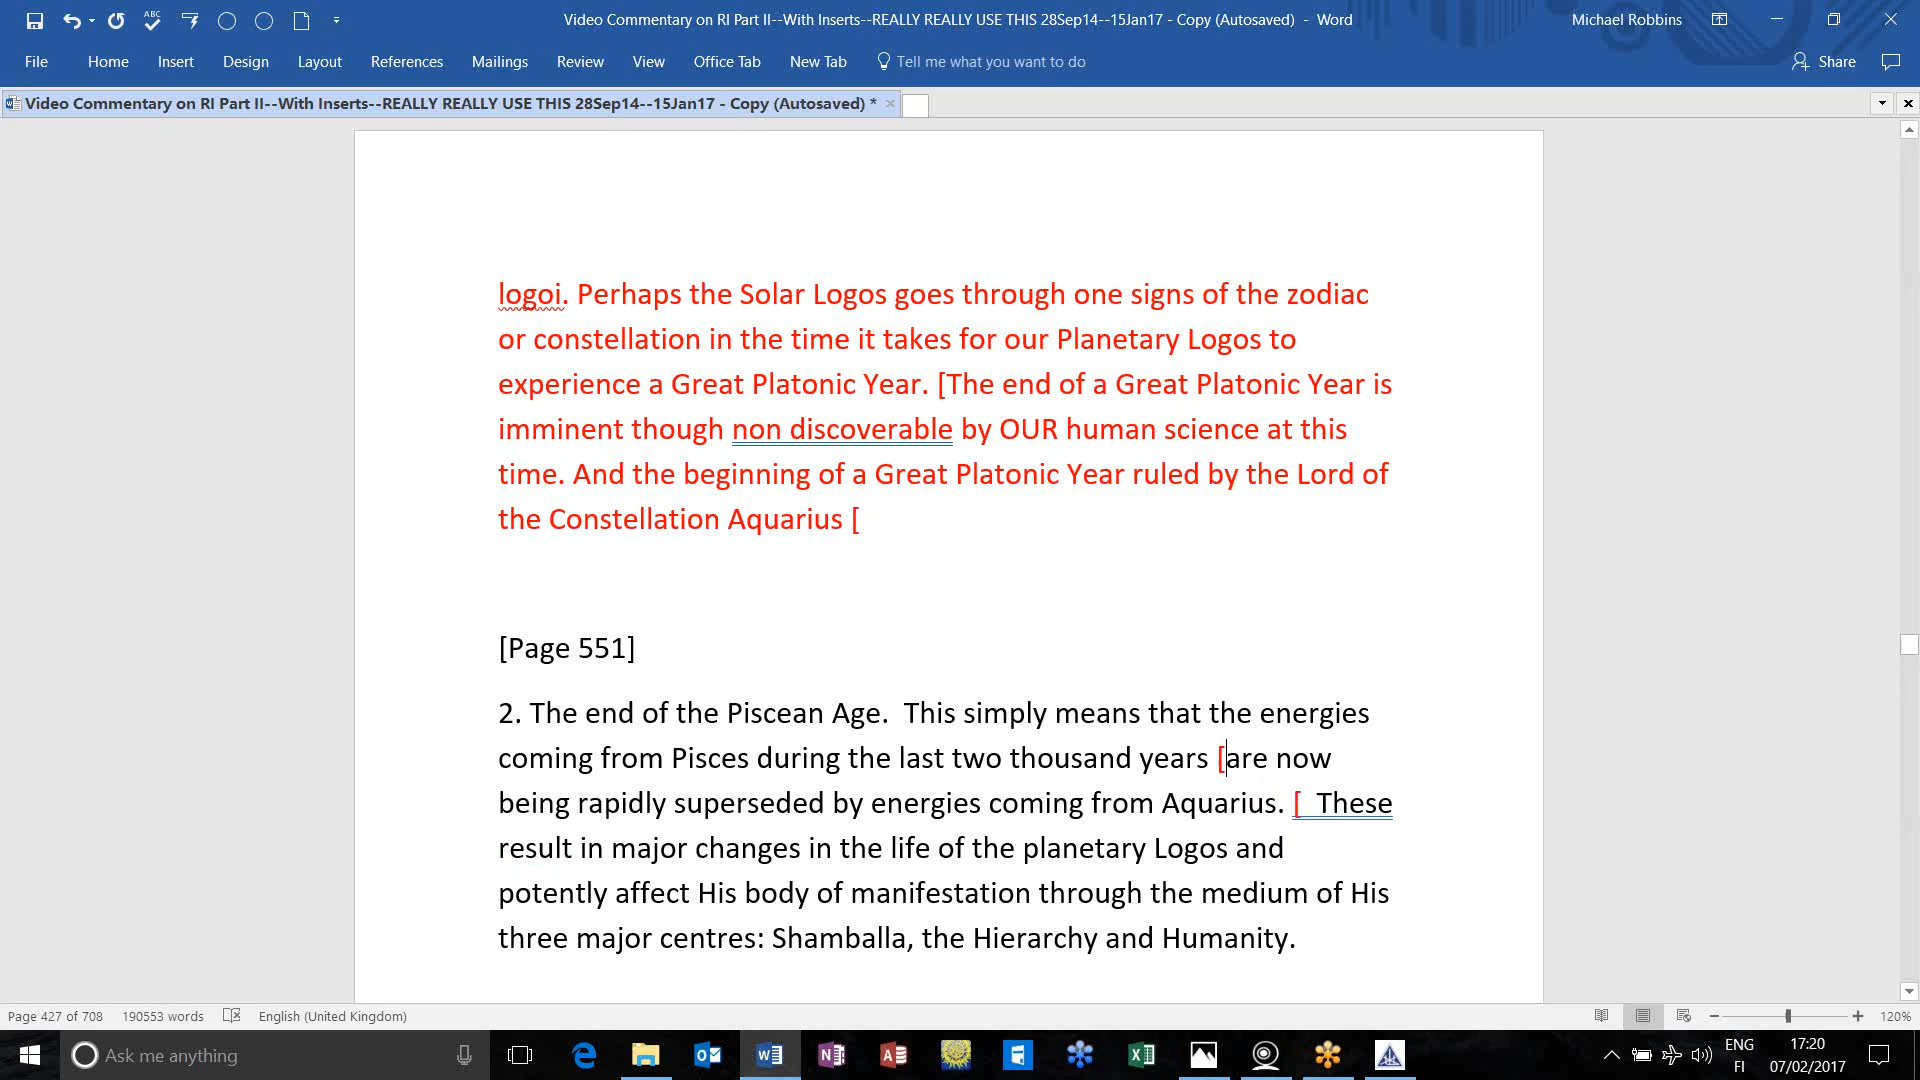 Video Commentary on RI Part II--With Inserts--REALLY REALLY USE THIS 28Sep14--15Jan17 - Copy (Autosaved) - Word
Michael Robbins
File Home Insert Design Layout References Mailings Review View Office Tab New Tab Tell me what you want to do Share
Video Commentary on RI Part II--With Inserts--REALLY REALLY USE THIS 28Sep14--15Jan17 - Copy (Autosaved) *
logoi. Perhaps the Solar Logos goes through one signs of the zodiac
or constellation in the time it takes for our Planetary Logos to
experience a Great Platonic Year. [The end of a Great Platonic Year is
imminent though non discoverable by OUR human science at this
time. And the beginning of a Great Platonic Year ruled by the Lord of
the Constellation Aquarius [
[Page 551]
2. The end of the Piscean Age.  This simply means that the energies
coming from Pisces during the last two thousand years [are now
being rapidly superseded by energies coming from Aquarius. [  These
result in major changes in the life of the planetary Logos and
potently affect His body of manifestation through the medium of His
three major centres: Shamballa, the Hierarchy and Humanity.
Page 427 of 708 190553 words English (United Kingdom) 120%
Ask me anything
ENG 17:20
FI 07/02/2017